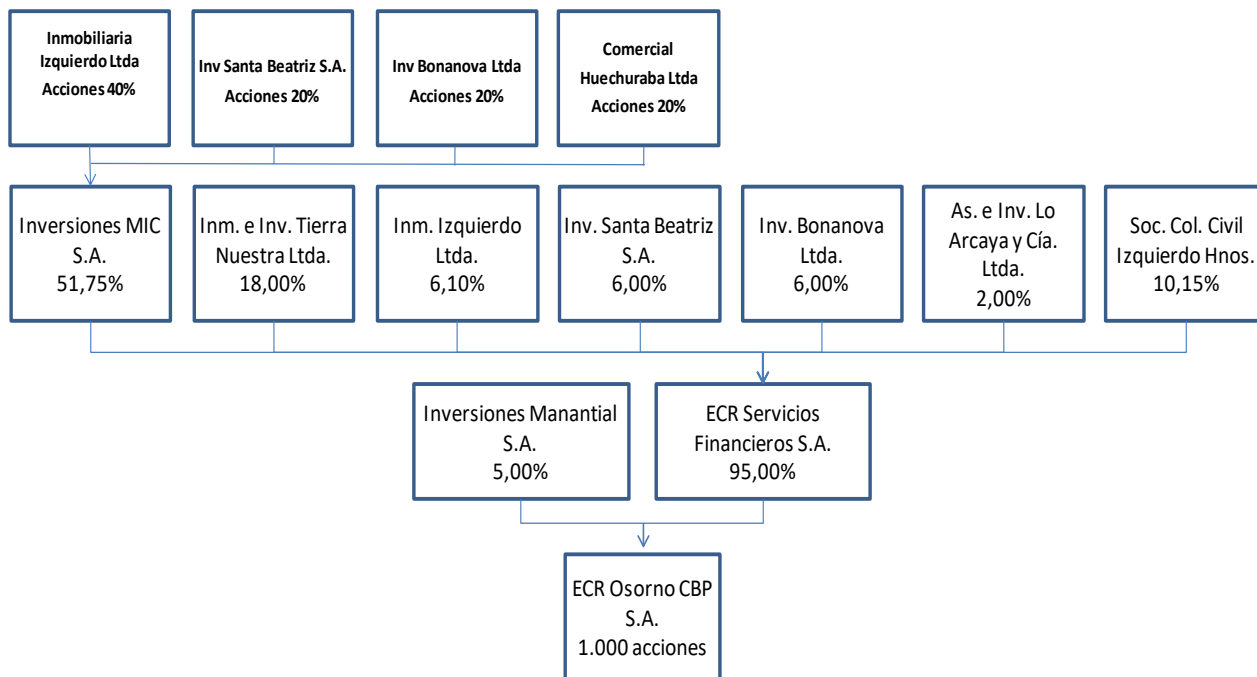 Inmobiliaria
Izquierdo Ltda
Acciones 40%
Inv Santa Beatriz S.A.
Acciones 20%
Inv Bonanova Ltda
Acciones 20%
Comercial
Huechuraba Ltda
Acciones 20%
Inversiones MIC
S.A.
51,75%
Inm. e Inv. Tierra
Nuestra Ltda.
18,00%
Inm. Izquierdo
Ltda.
6,10%
Inv. Santa Beatriz
S.A.
6,00%
Inv. Bonanova
Ltda.
6,00%
As. e Inv. Lo
Arcaya y Cía.
Ltda.
2,00%
Soc. Col. Civil
Izquierdo Hnos.
10,15%
Inversiones Manantial
S.A.
5,00%
ECR Servicios
Financieros S.A.
95,00%
ECR Osorno CBP
S.A.
1.000 acciones